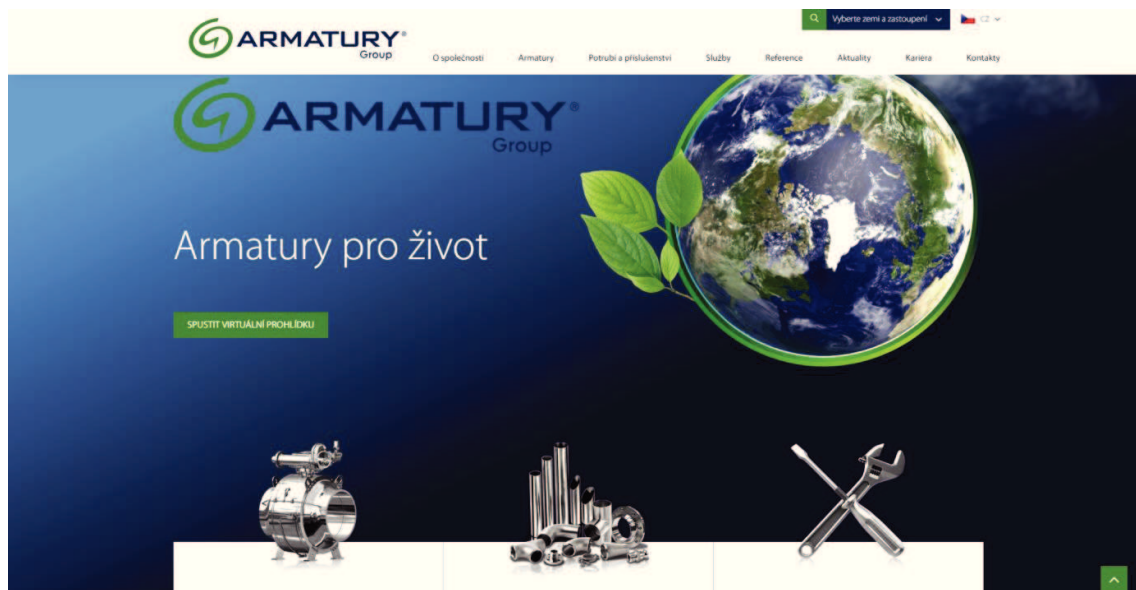 Vyberte zemi a zastoupení
CZ
ARMATURY®
Group
O společnosti
Armatury
Potrubí a příslušenství
Služby
Reference
Aktuality
Kariéra
Kontakty
ARMATURY®
Group
Armatury pro život
SPUSTIT VIRTUÁLNÍ PROHLÍDKU